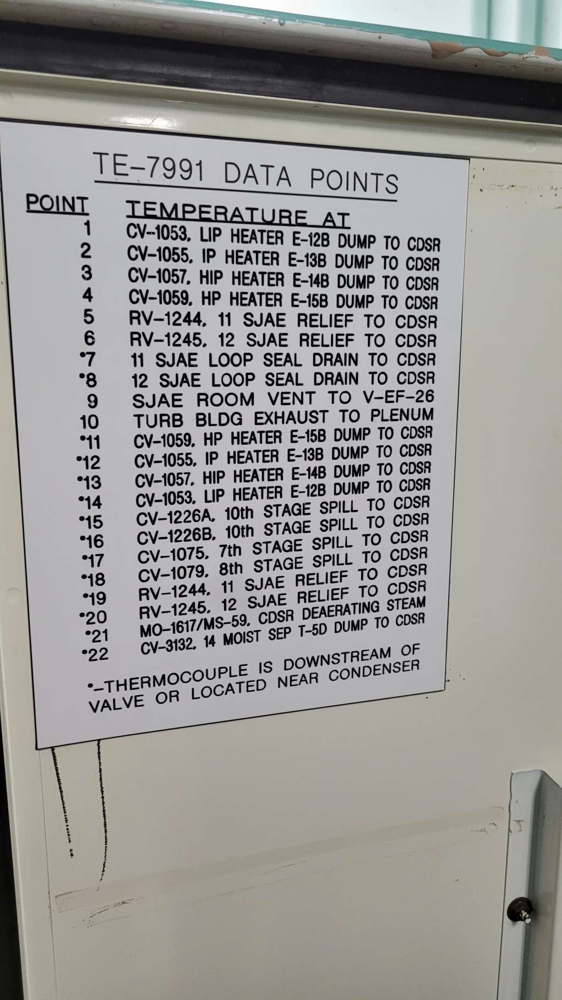 TE-7991 DATA POINTS
POINT TEMPERATURE AT
1 CV-1053, LIP HEATER E-12B DUMP TO CDSR
2 CV-1055, IP HEATER E-13B DUMP TO CDSR
3 CV-1057, HIP HEATER E-14B DUMP TO CDSR
4 CV-1059, HP HEATER E-15B DUMP TO CDSR
5 RV-1244, 11 SJAE RELIEF TO CDSR
6 RV-1245, 12 SJAE RELIEF TO CDSR
•7 11 SJAE LOOP SEAL DRAIN TO CDSR
•8 12 SJAE LOOP SEAL DRAIN TO CDSR
9 SJAE ROOM VENT TO V-EF-26
10 TURB BLDG EXHAUST TO PLENUM
•11 CV-1059, HP HEATER E-15B DUMP TO CDSR
•12 CV-1055, IP HEATER E-13B DUMP TO CDSR
•13 CV-1057, HIP HEATER E-14B DUMP TO CDSR
•14 CV-1053, LIP HEATER E-12B DUMP TO CDSR
•15 CV-1226A, 10th STAGE SPILL TO CDSR
•16 CV-1226B, 10th STAGE SPILL TO CDSR
•17 CV-1075, 7th STAGE SPILL TO CDSR
•18 CV-1079, 8th STAGE SPILL TO CDSR
•19 RV-1244, 11 SJAE RELIEF TO CDSR
•20 RV-1245, 12 SJAE RELIEF TO CDSR
•21 MO-1617/MS-59, CDSR DEAERATING STEAM
•22 CV-3132, 14 MOIST SEP T-5D DUMP TO CDSR
•-THERMOCOUPLE IS DOWNSTREAM OF
VALVE OR LOCATED NEAR CONDENSER